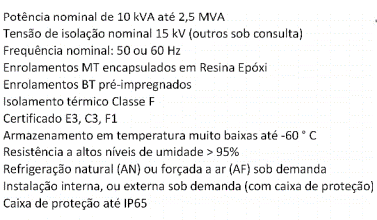 Potência nominal de 10 kVA até 2,5 MVA
Tensão de isolação nominal 15 kV (outros sob consulta)
Frequência nominal: 50 ou 60 Hz
Enrolamentos MT encapsulados em Resina Epóxi
Enrolamentos BT pré-impregnados
Isolamento térmico Classe F
Certificado E3, C3, F1
Armazenamento em temperatura muito baixas até -60 ° C
Resistência a altos níveis de umidade > 95%
Refrigeração natural (AN) ou forçada a ar (AF) sob demanda
Instalação interna, ou externa sob demanda (com caixa de proteção)
Caixa de proteção até IP65